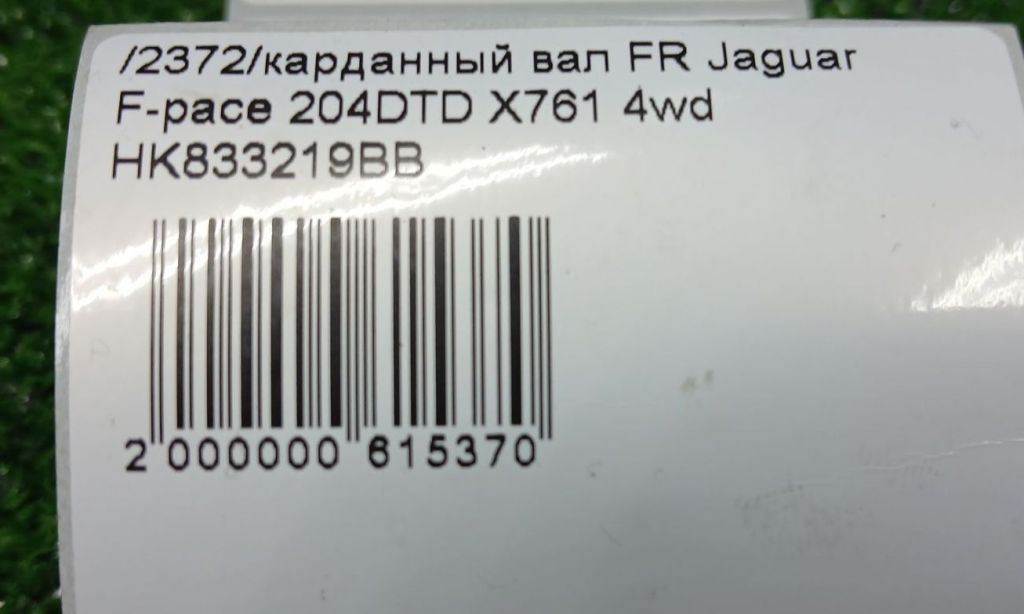 /2372/карданный вал FR Jaguar
F-pace 204DTD X761 4wd
HK833219BB
2 000000 615370